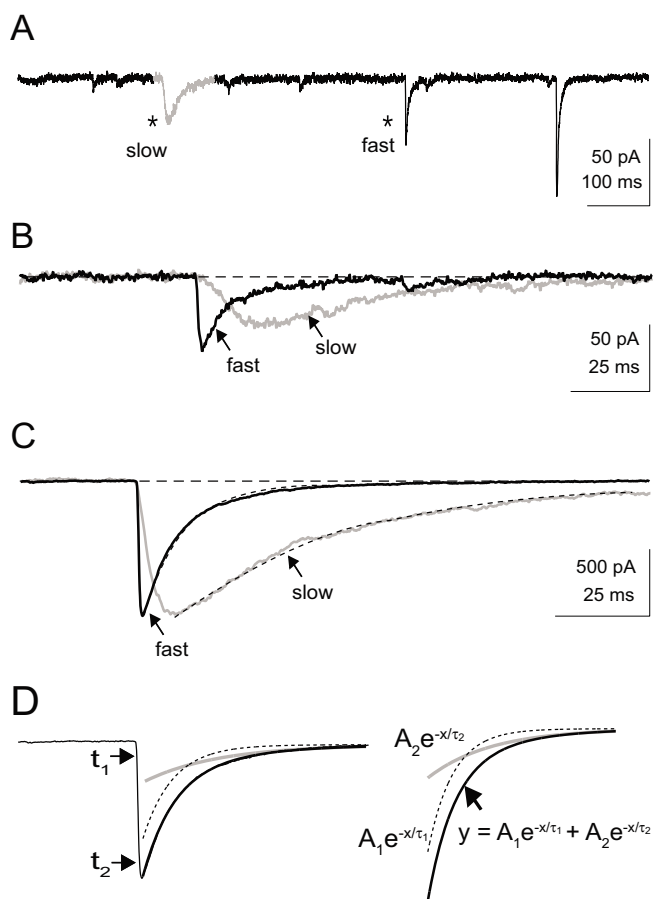 A
*
slow
*
fast
50 pA
100 ms
B
fast
slow
50 pA
25 ms
C
fast
slow
500 pA
25 ms
D
t₁
t₂
A₂e^-x/τ₂
A₁e^-x/τ₁
y = A₁e^-x/τ₁ + A₂e^-x/τ₂